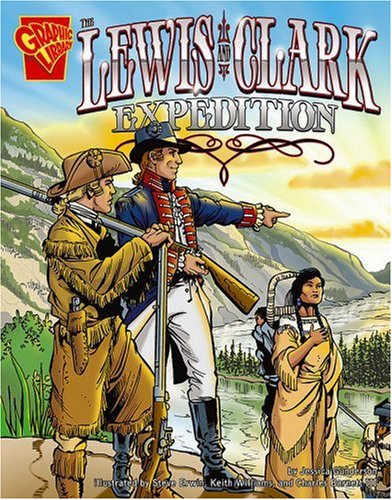 GRAPHIC
LIBRARY
THE
LEWIS AND CLARK
EXPEDITION
by Jessica Gunderson
illustrated by Steve Erwin, Keith Williams, and Charles Barnett III